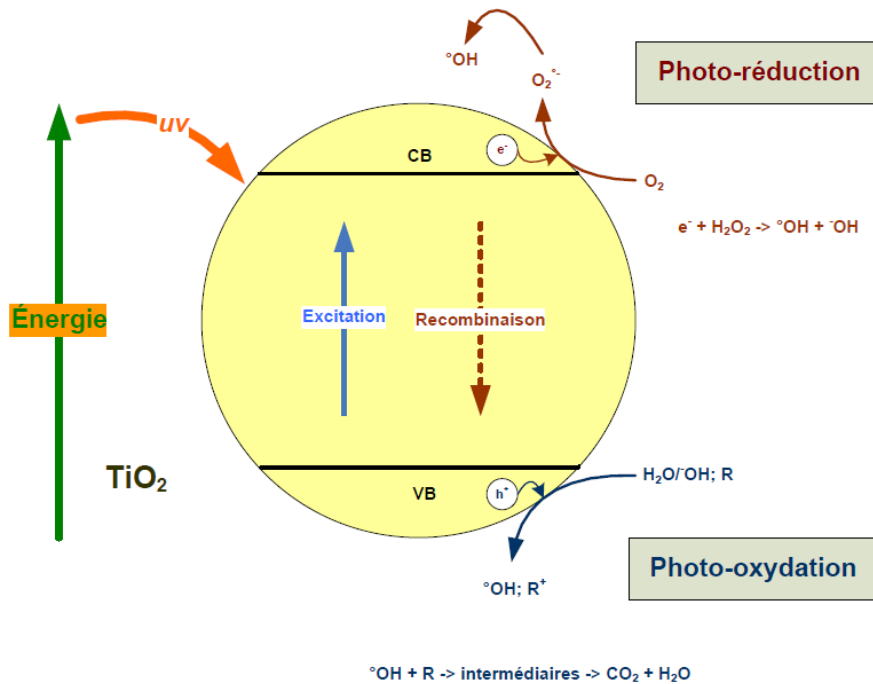 °OH
O₂°⁻
Photo-réduction
uv
CB
e⁻
O₂
e⁻ + H₂O₂ -> °OH + ⁻OH
Énergie
Excitation
Recombinaison
TiO₂
VB
h⁺
H₂O/⁻OH; R
Photo-oxydation
°OH; R⁺
°OH + R -> intermédiaires -> CO₂ + H₂O